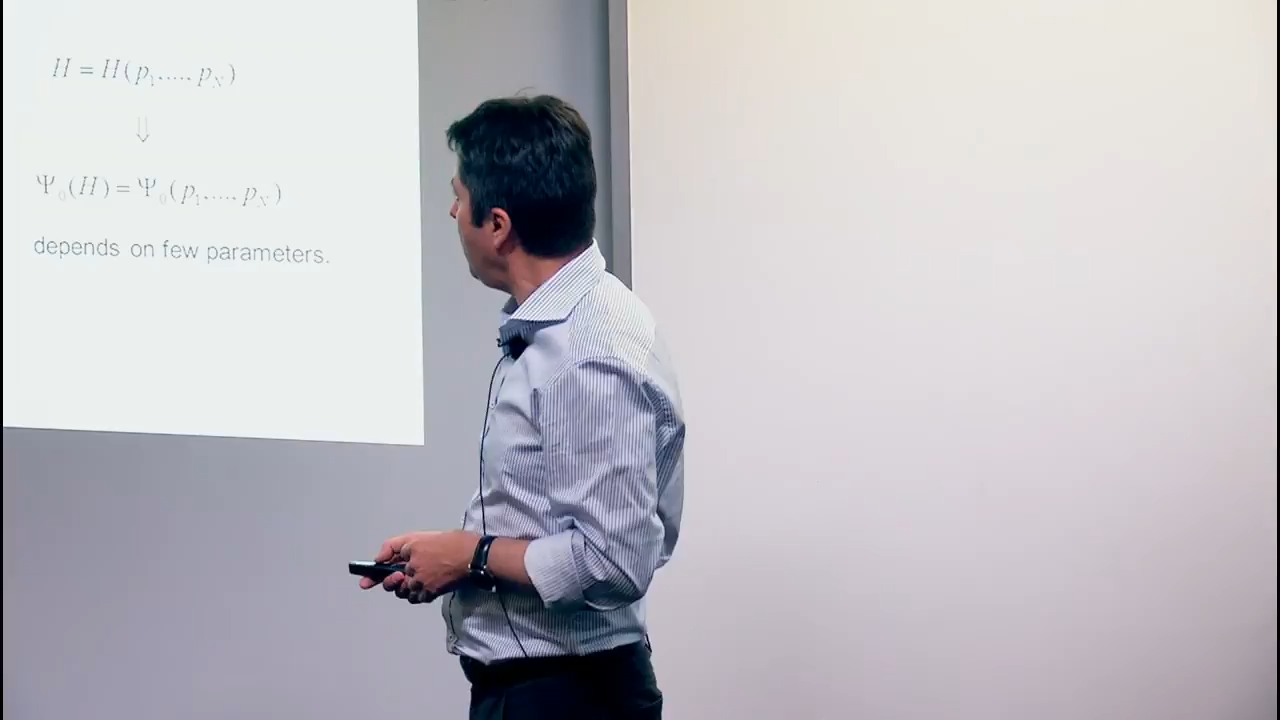 H = H(p₁,...., p_N)
⇓
Ψ₀(H) = Ψ₀(p₁,...., p_N)
depends on few parameters.